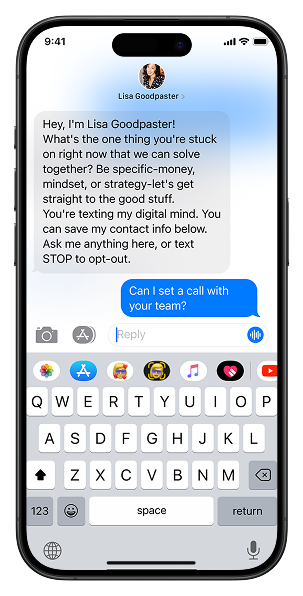 9:41
Lisa Goodpaster >
Hey, I'm Lisa Goodpaster!
What's the one thing you're stuck
on right now that we can solve
together? Be specific-money,
mindset, or strategy-let's get
straight to the good stuff.
You're texting my digital mind. You
can save my contact info below.
Ask me anything here, or text
STOP to opt-out.
Can I set a call with
your team?
Reply
Q W E R T Y U I O P
A S D F G H J K L
Z X C V B N M
123 space return